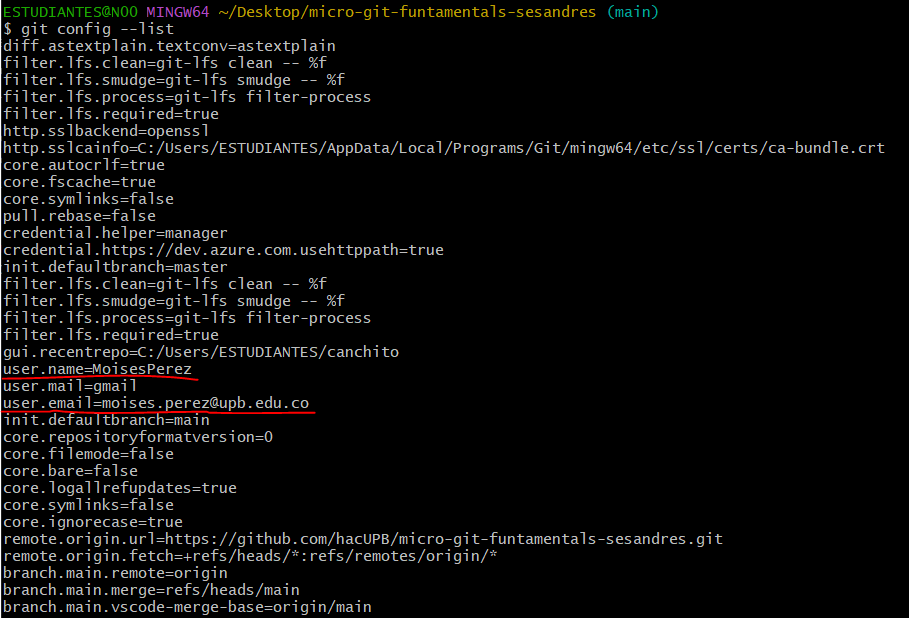 ESTUDIANTES@NOO MINGW64 ~/Desktop/micro-git-funtamentals-sesandres (main)
$ git config --list
diff.astextplain.textconv=astextplain
filter.lfs.clean=git-lfs clean -- %f
filter.lfs.smudge=git-lfs smudge -- %f
filter.lfs.process=git-lfs filter-process
filter.lfs.required=true
http.sslbackend=openssl
http.sslcainfo=C:/Users/ESTUDIANTES/AppData/Local/Programs/Git/mingw64/etc/ssl/certs/ca-bundle.crt
core.autocrlf=true
core.fscache=true
core.symlinks=false
pull.rebase=false
credential.helper=manager
credential.https://dev.azure.com.usehttppath=true
init.defaultbranch=master
filter.lfs.clean=git-lfs clean -- %f
filter.lfs.smudge=git-lfs smudge -- %f
filter.lfs.process=git-lfs filter-process
filter.lfs.required=true
gui.recentrepo=C:/Users/ESTUDIANTES/canchito
user.name=MoisesPerez
user.mail=gmail
user.email=moises.perez@upb.edu.co
init.defaultbranch=main
core.repositoryformatversion=0
core.filemode=false
core.bare=false
core.logallrefupdates=true
core.symlinks=false
core.ignorecase=true
remote.origin.url=https://github.com/hacUPB/micro-git-funtamentals-sesandres.git
remote.origin.fetch=+refs/heads/*:refs/remotes/origin/*
branch.main.remote=origin
branch.main.merge=refs/heads/main
branch.main.vscode-merge-base=origin/main